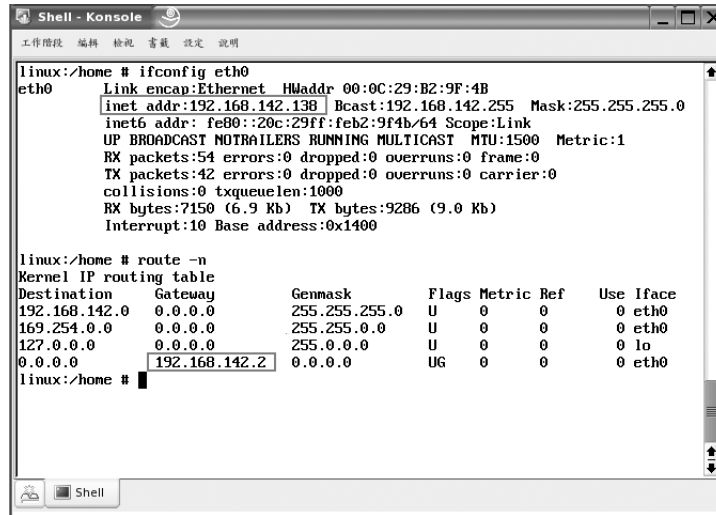 Shell - Konsole
工作階段 編輯 檢視 書籤 設定 說明
linux:/home # ifconfig eth0
eth0 Link encap:Ethernet HWaddr 00:0C:29:B2:9F:4B
inet addr:192.168.142.138 Bcast:192.168.142.255 Mask:255.255.255.0
inet6 addr: fe80::20c:29ff:feb2:9f4b/64 Scope:Link
UP BROADCAST NOTRAILERS RUNNING MULTICAST MTU:1500 Metric:1
RX packets:54 errors:0 dropped:0 overruns:0 frame:0
TX packets:42 errors:0 dropped:0 overruns:0 carrier:0
collisions:0 txqueuelen:1000
RX bytes:7150 (6.9 Kb) TX bytes:9286 (9.0 Kb)
Interrupt:10 Base address:0x1400
linux:/home # route -n
Kernel IP routing table
Destination Gateway Genmask Flags Metric Ref Use Iface
192.168.142.0 0.0.0.0 255.255.255.0 U 0 0 0 eth0
169.254.0.0 0.0.0.0 255.255.0.0 U 0 0 0 eth0
127.0.0.0 0.0.0.0 255.0.0.0 U 0 0 0 lo
0.0.0.0 192.168.142.2 0.0.0.0 UG 0 0 0 eth0
linux:/home #
Shell